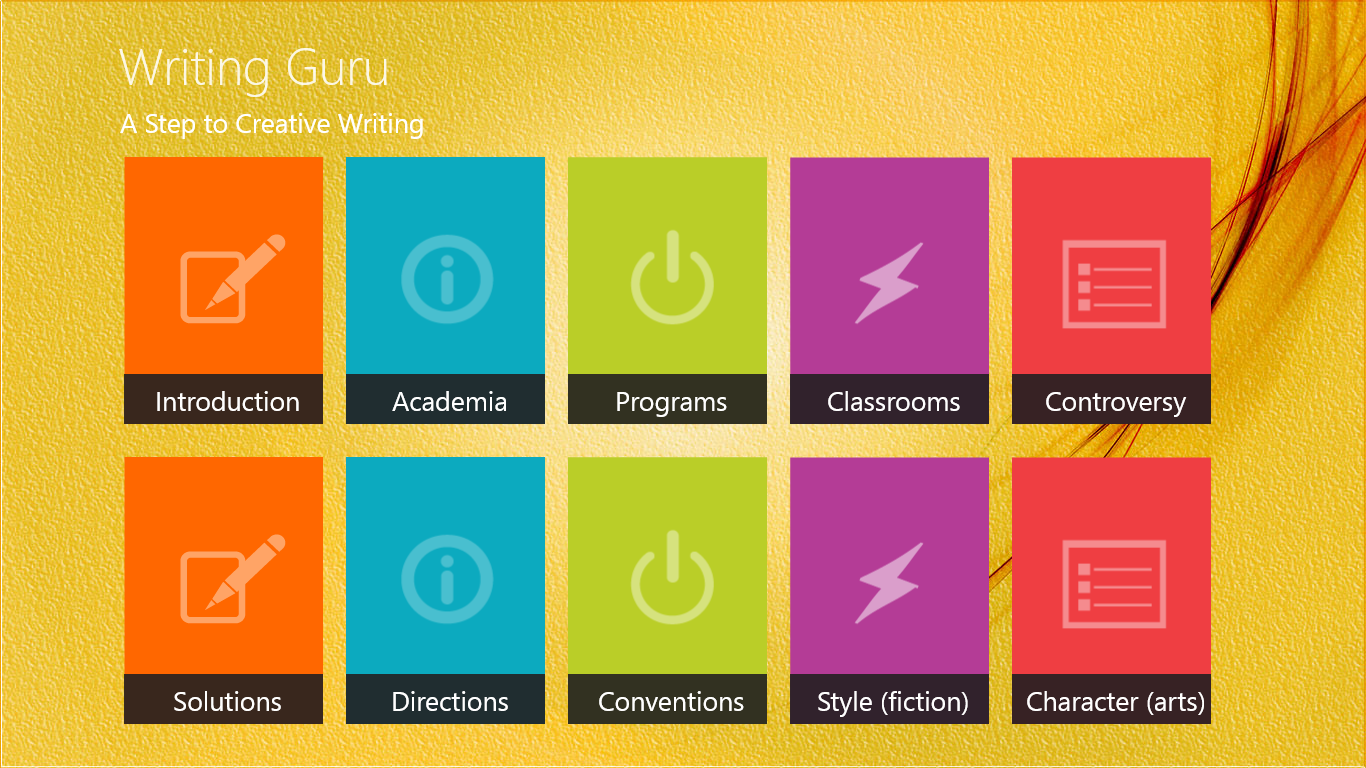 Writing Guru
A Step to Creative Writing
Introduction
Academia
Programs
Classrooms
Controversy
Solutions
Directions
Conventions
Style (fiction)
Character (arts)